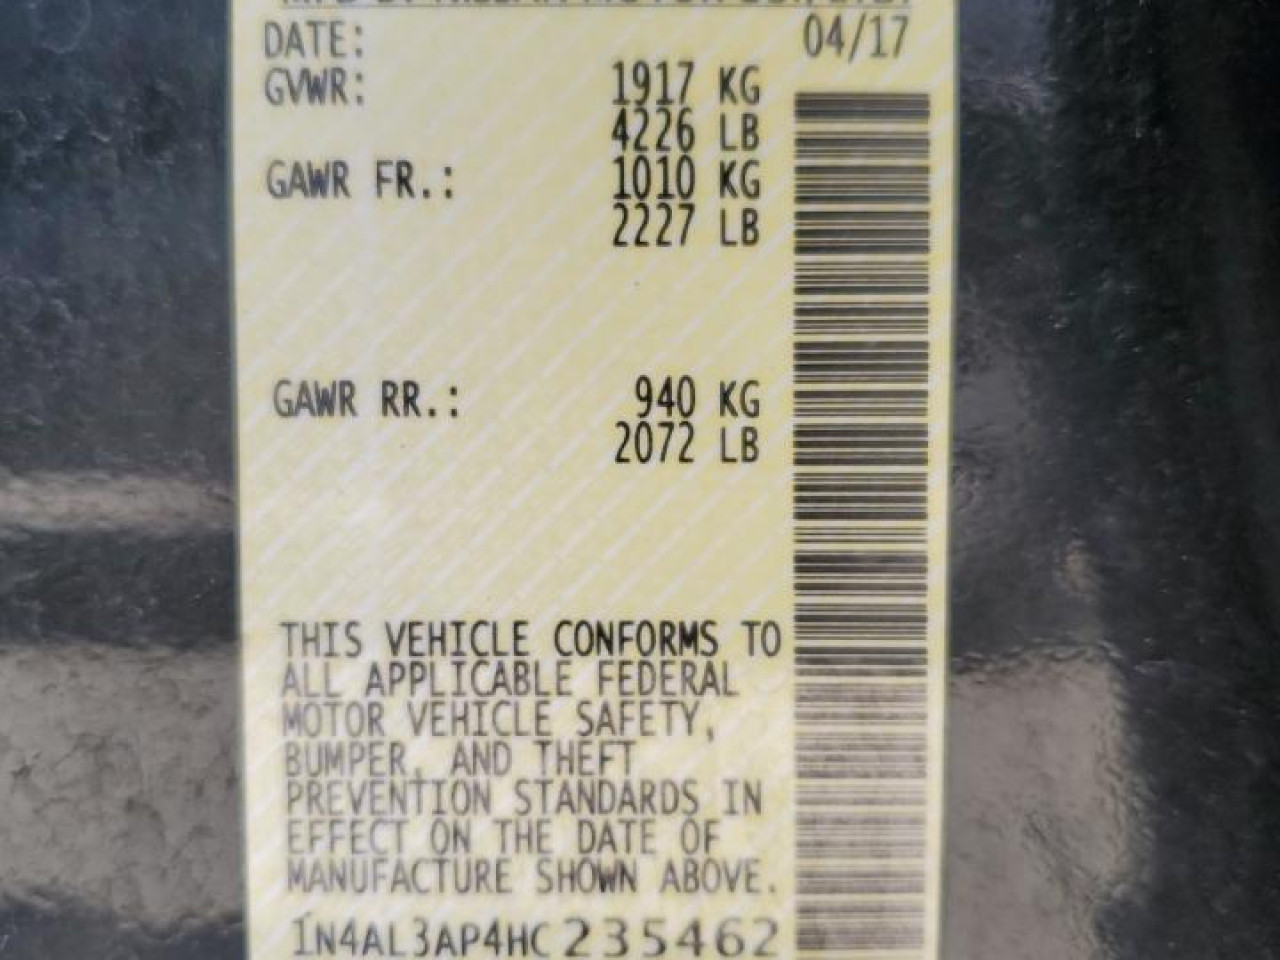 DATE: 04/17
GVWR: 1917 KG
4226 LB
GAWR FR.: 1010 KG
2227 LB
GAWR RR.: 940 KG
2072 LB
THIS VEHICLE CONFORMS TO
ALL APPLICABLE FEDERAL
MOTOR VEHICLE SAFETY,
BUMPER, AND THEFT
PREVENTION STANDARDS IN
EFFECT ON THE DATE OF
MANUFACTURE SHOWN ABOVE.
1N4AL3AP4HC235462